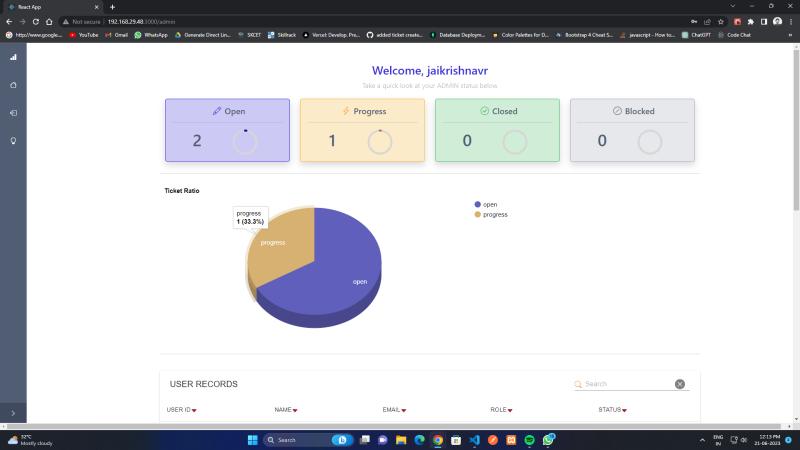 React App
Not secure
192.168.29.48:3000/admin
http://www.google....
YouTube
Gmail
WhatsApp
Generate Direct Lin...
SKCET
Skillrack
Vercel: Develop. Pre...
added ticket create...
Database Deploym...
Color Palettes for D...
Bootstrap 4 Cheat S...
javascript - How to...
ChatGPT
Code Chat
Welcome, jaikrishnavr
Take a quick look at your ADMIN status below
Open
2
Progress
1
Closed
0
Blocked
0
Ticket Ratio
progress
1 (33.3%)
progress
open
open
progress
USER RECORDS
Search
USER ID
NAME
EMAIL
ROLE
STATUS
32°C
Mostly cloudy
Search
ENG
IN
12:13 PM
21-06-2023